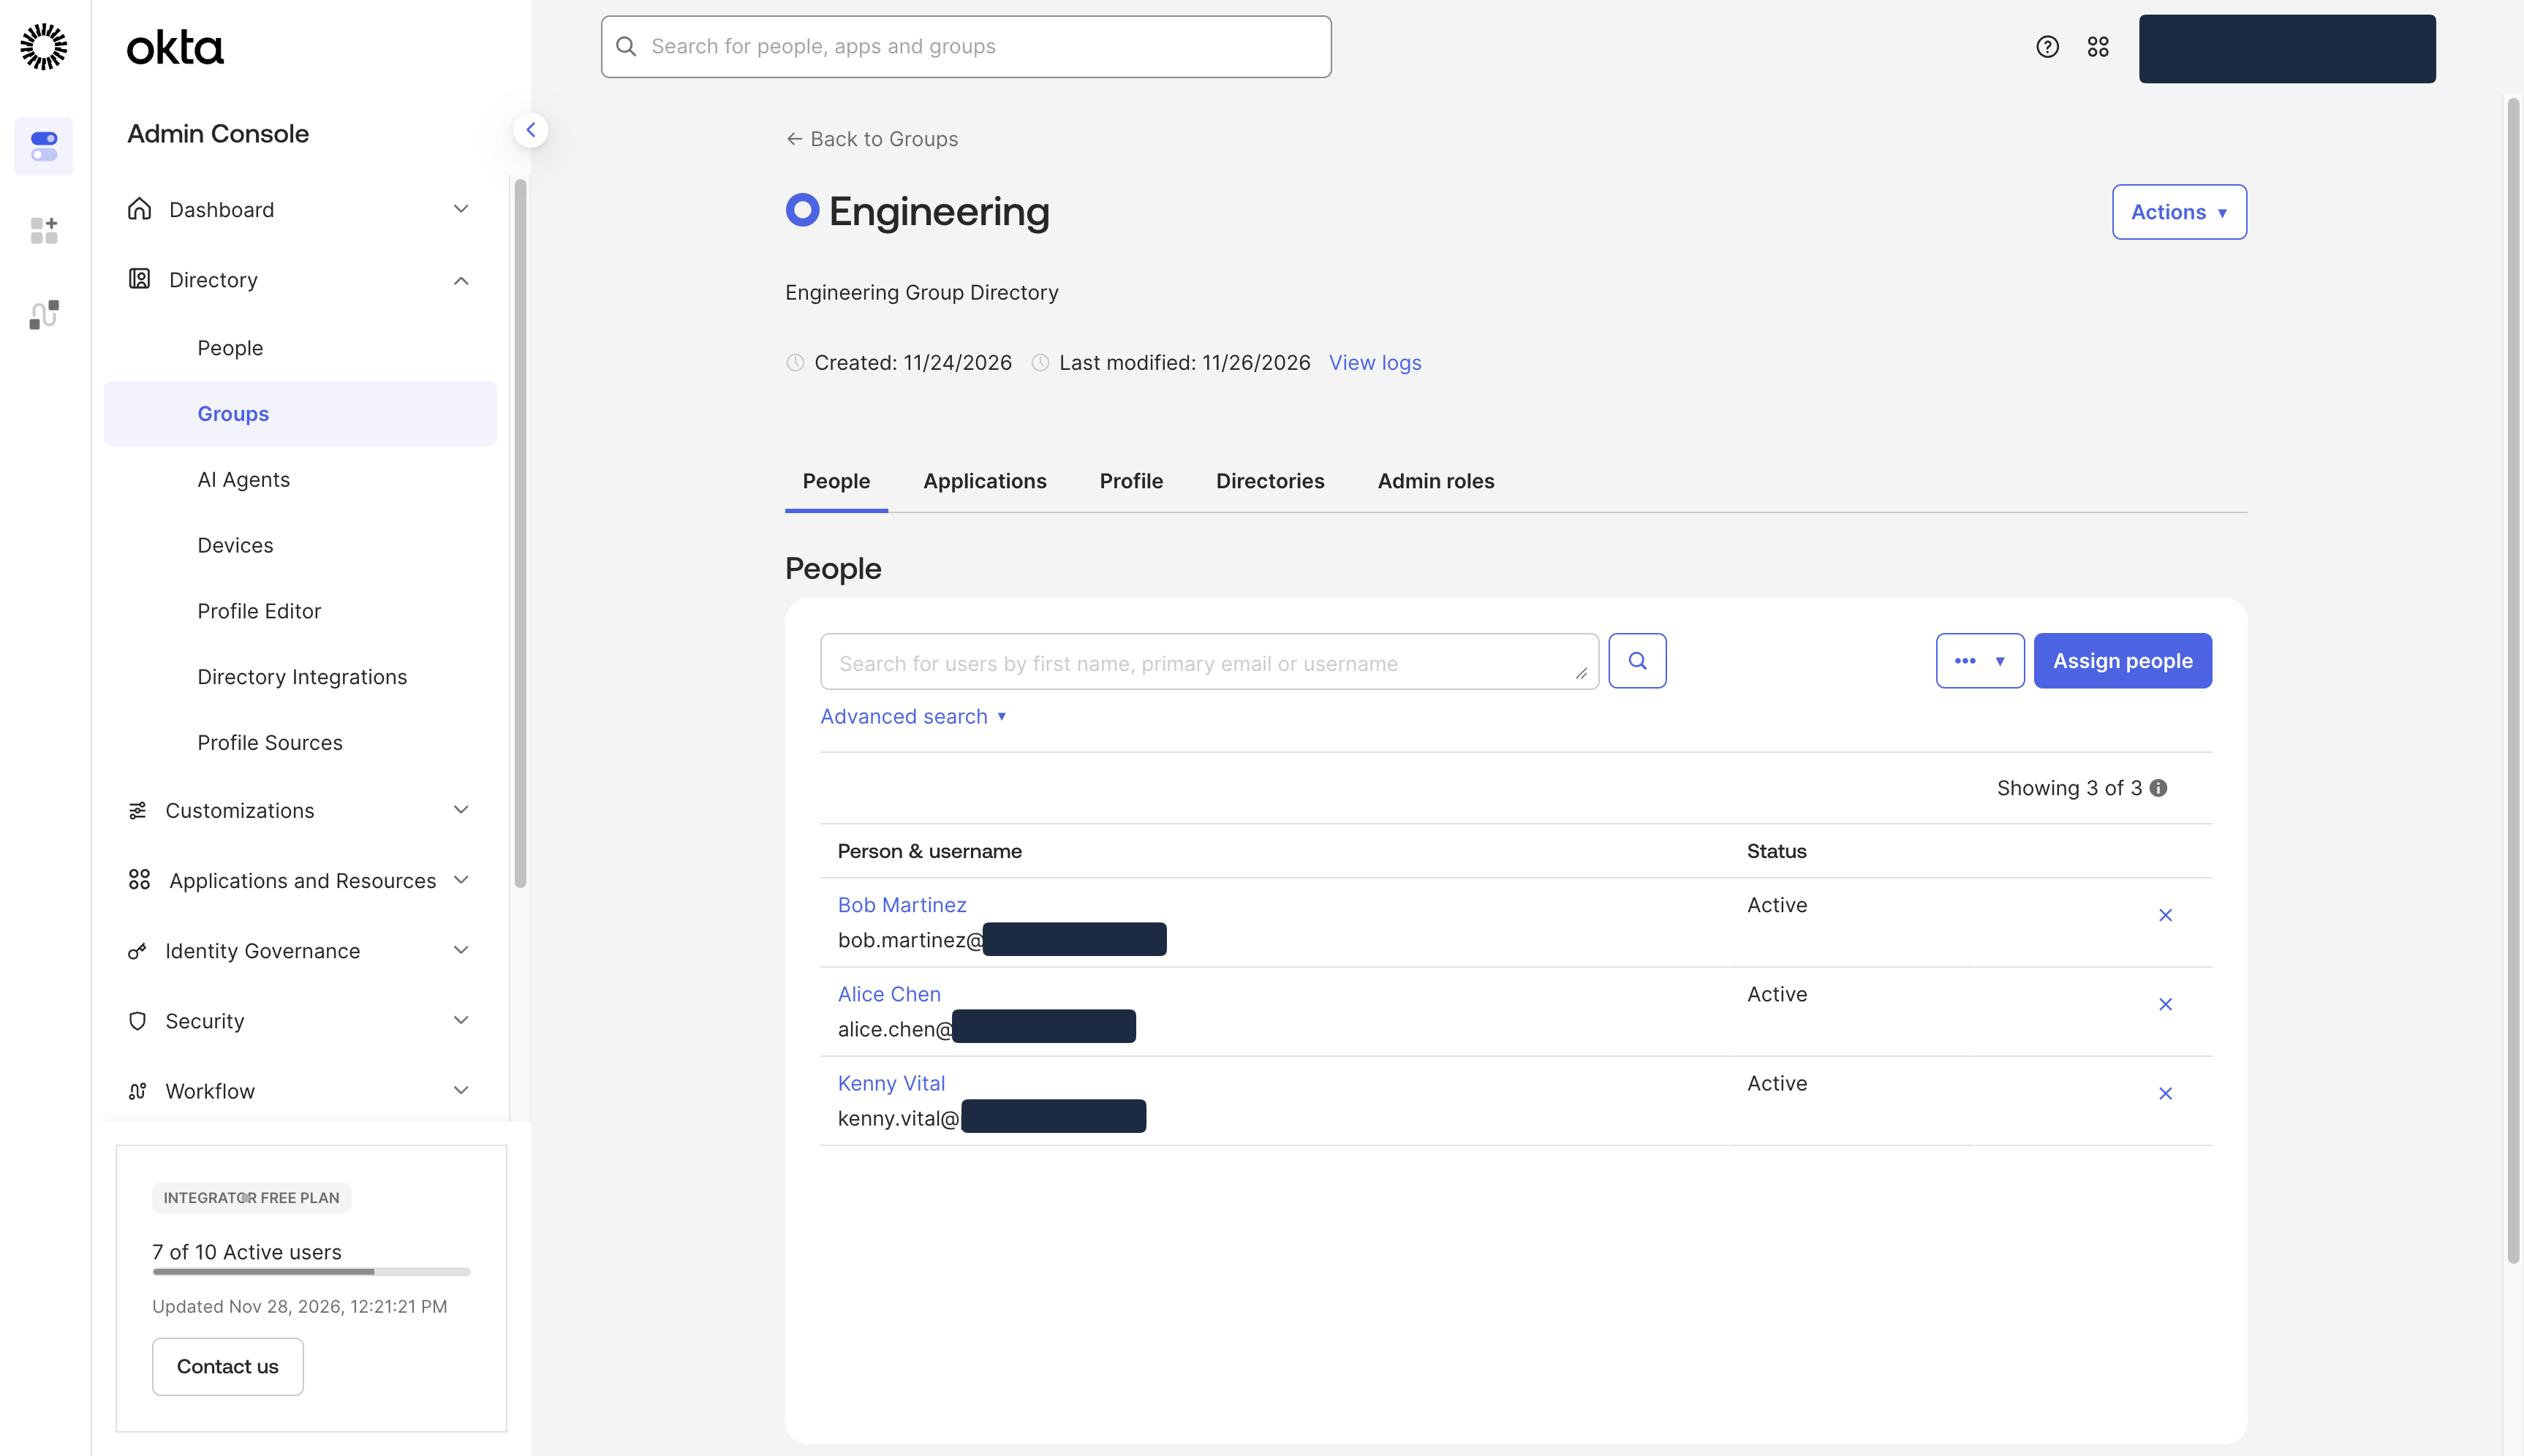 okta
Search for people, apps and groups
Admin Console
Dashboard
Directory
People
Groups
AI Agents
Devices
Profile Editor
Directory Integrations
Profile Sources
Customizations
Applications and Resources
Identity Governance
Security
Workflow
INTEGRATOR FREE PLAN
7 of 10 Active users
Updated Nov 28, 2026, 12:21:21 PM
Contact us
Back to Groups
Engineering
Actions
Engineering Group Directory
Created: 11/24/2026 Last modified: 11/26/2026 View logs
People Applications Profile Directories Admin roles
People
Search for users by first name, primary email or username
Assign people
Advanced search
Showing 3 of 3
Person & username Status
Bob Martinez Active
bob.martinez@
Alice Chen Active
alice.chen@
Kenny Vital Active
kenny.vital@